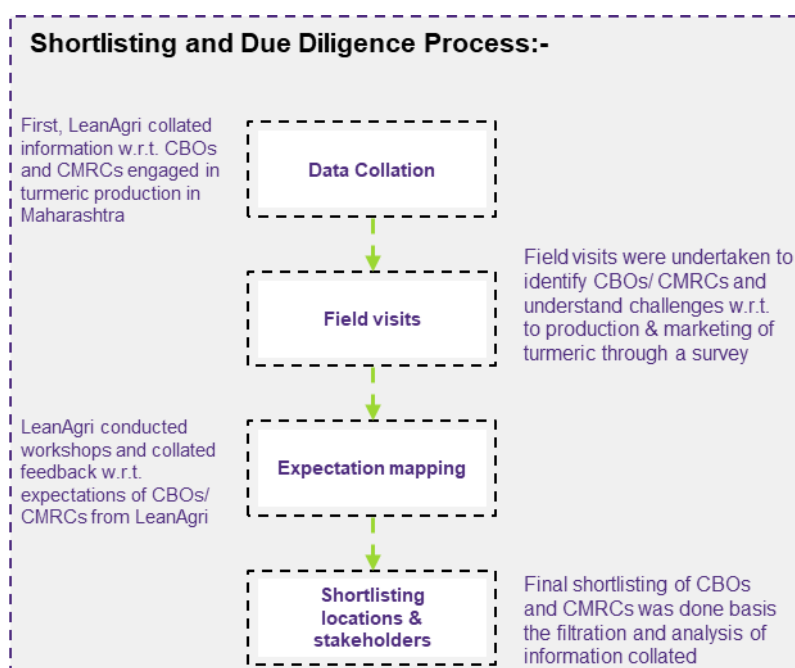 Shortlisting and Due Diligence Process:-
First, LeanAgri collated
information w.r.t. CBOs
and CMRCs engaged in
turmeric production in
Maharashtra
Data Collation
Field visits were undertaken to
identify CBOs/ CMRCs and
understand challenges w.r.t.
to production & marketing of
turmeric through a survey
Field visits
LeanAgri conducted
workshops and collated
feedback w.r.t.
expectations of CBOs/
CMRCs from LeanAgri
Expectation mapping
Shortlisting
locations &
stakeholders
Final shortlisting of CBOs
and CMRCs was done basis
the filtration and analysis of
information collated